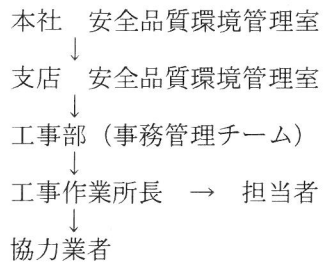 本社　安全品質環境管理室
↓
支店　安全品質環境管理室
↓
工事部（事務管理チーム）
↓
工事作業所長　→　担当者
↓
協力業者